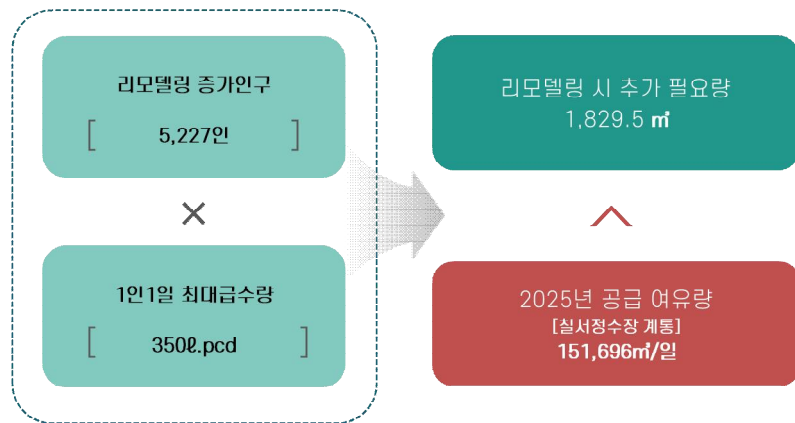 리모델링 증가인구
[ 5,227인 ]
×
1인1일 최대급수량
[ 350ℓ.pcd ]
리모델링 시 추가 필요량
1,829.5 ㎥
<
2025년 공급 여유량
[칠서정수장 계통]
151,696㎥/일